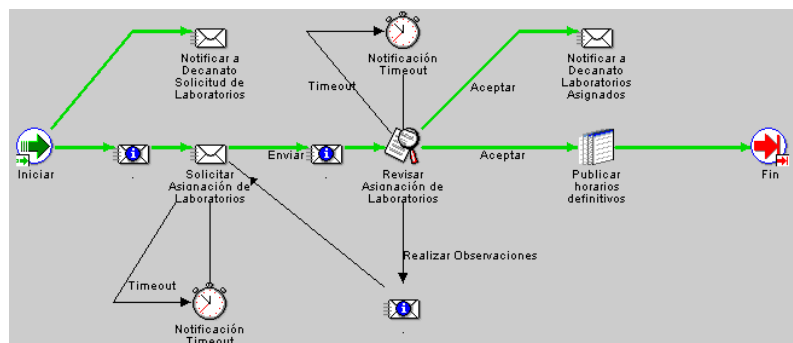 Notificar a
Decanato
Solicitud de
Laboratorios
Notificación
Timeout
Timeout
Notificar a
Decanato
Laboratorios
Asignados
Aceptar
Iniciar
.
Solicitar
Asignación de
Laboratorios
Enviar
.
Revisar
Asignación de
Laboratorios
Aceptar
Publicar
horarios
definitivos
Fin
Realizar Observaciones
Timeout
.
Notificación
Timeout